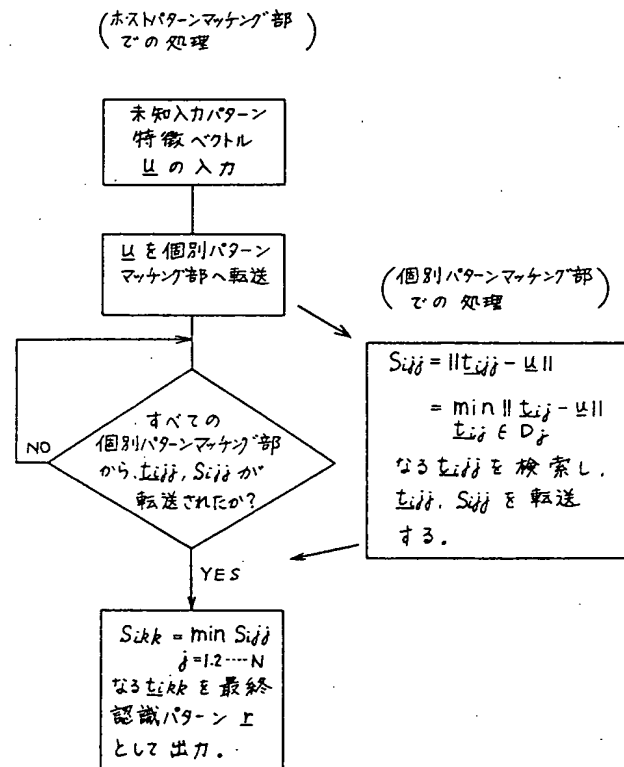 (ホストパターンマッチング部
での処理)
未知入力パターン
特徴ベクトル
u の入力
u を個別パターン
マッチング部へ転送
NO
すべての
個別パターンマッチング部
から, tijj, Sijj が
転送されたか?
(個別パターンマッチング部
での処理)
Sijj = ||tijj - u||
= min || tij - u||
tij ∈ Dj
なる tijj を検索し,
tijj, Sijj を転送
する.
YES
Sikk = min Sijj
j=1.2----N
なる tikk を最終
認識パターン r
として出力.